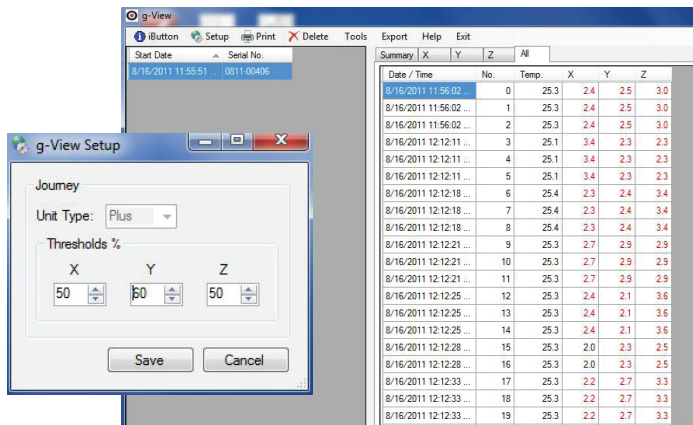 g-View
iButton Setup Print Delete Tools Export Help Exit
Start Date Serial No.
8/16/2011 11:55:51 ... 0811-00406
Summary X Y Z All
Date / Time No. Temp. X Y Z
8/16/2011 11:56:02 ... 0 25.3 2.4 2.5 3.0
8/16/2011 11:56:02 ... 1 25.3 2.4 2.5 3.0
8/16/2011 11:56:02 ... 2 25.3 2.4 2.5 3.0
8/16/2011 12:12:11 ... 3 25.1 3.4 2.3 2.3
8/16/2011 12:12:11 ... 4 25.1 3.4 2.3 2.3
8/16/2011 12:12:11 ... 5 25.1 3.4 2.3 2.3
8/16/2011 12:12:18 ... 6 25.4 2.3 2.4 3.4
8/16/2011 12:12:18 ... 7 25.4 2.3 2.4 3.4
8/16/2011 12:12:18 ... 8 25.4 2.3 2.4 3.4
8/16/2011 12:12:21 ... 9 25.3 2.7 2.9 2.9
8/16/2011 12:12:21 ... 10 25.3 2.7 2.9 2.9
8/16/2011 12:12:21 ... 11 25.3 2.7 2.9 2.9
8/16/2011 12:12:25 ... 12 25.3 2.4 2.1 3.6
8/16/2011 12:12:25 ... 13 25.3 2.4 2.1 3.6
8/16/2011 12:12:25 ... 14 25.3 2.4 2.1 3.6
8/16/2011 12:12:28 ... 15 25.3 2.0 2.3 2.5
8/16/2011 12:12:28 ... 16 25.3 2.0 2.3 2.5
8/16/2011 12:12:33 ... 17 25.3 2.2 2.7 3.3
8/16/2011 12:12:33 ... 18 25.3 2.2 2.7 3.3
8/16/2011 12:12:33 ... 19 25.3 2.2 2.7 3.3
g-View Setup
Journey
Unit Type: Plus
Thresholds %
X Y Z
50 60 50
Save Cancel